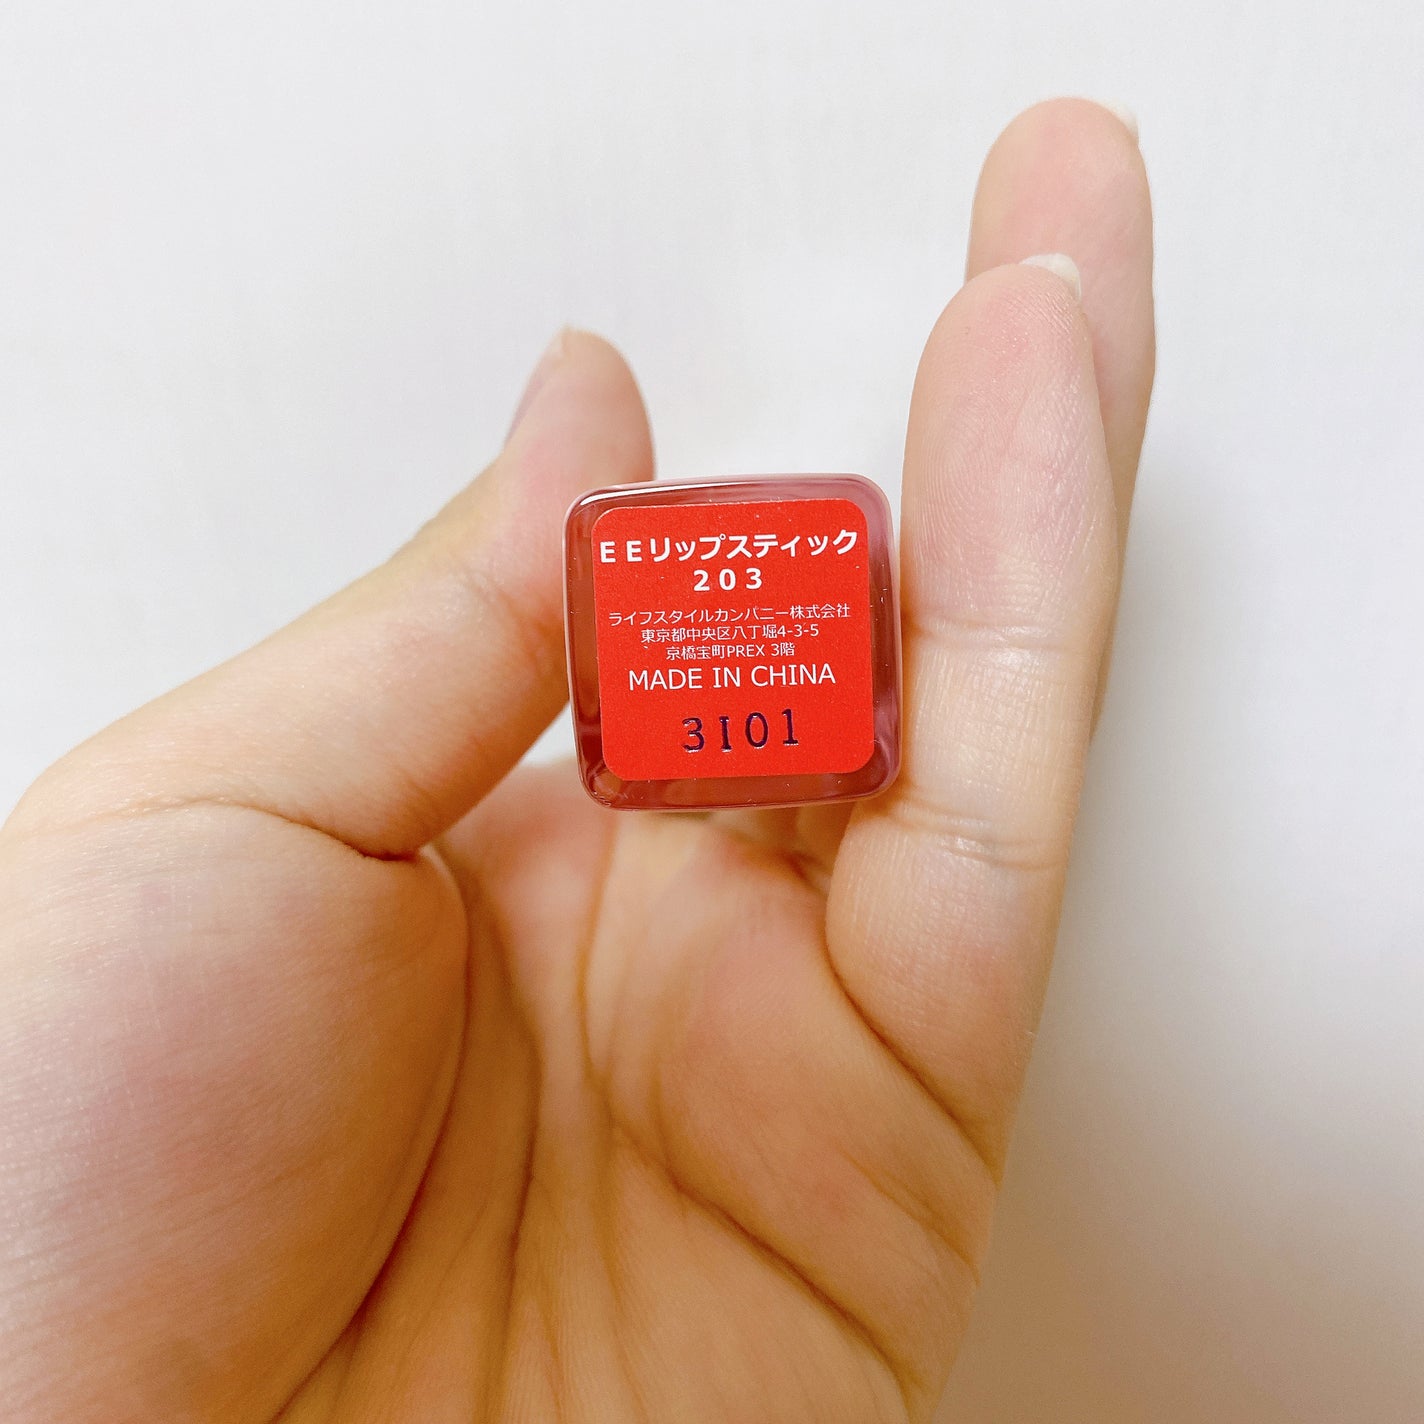 EEリップスティック
203
ライフスタイルカンパニー株式会社
東京都中央区八丁堀4-3-5
京橋宝町PREX 3階
MADE IN CHINA
3I01